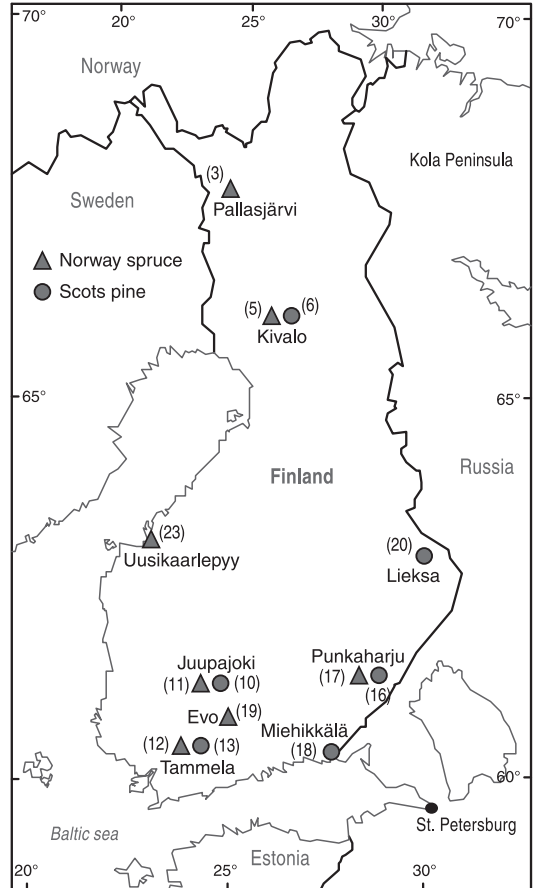 70°
20°
25°
30°
70°
Norway
Kola Peninsula
(3)
Pallasjärvi
Sweden
Norway spruce
Scots pine
(5)
(6)
Kivalo
65°
65°
Finland
Russia
(23)
Uusikaarlepyy
(20)
Lieksa
Juupajoki
(11)
(10)
Punkaharju
(17)
(16)
Evo
(19)
Miehikkälä
(18)
(12)
(13)
Tammela
60°
St. Petersburg
Baltic sea
Estonia
20°
25°
30°